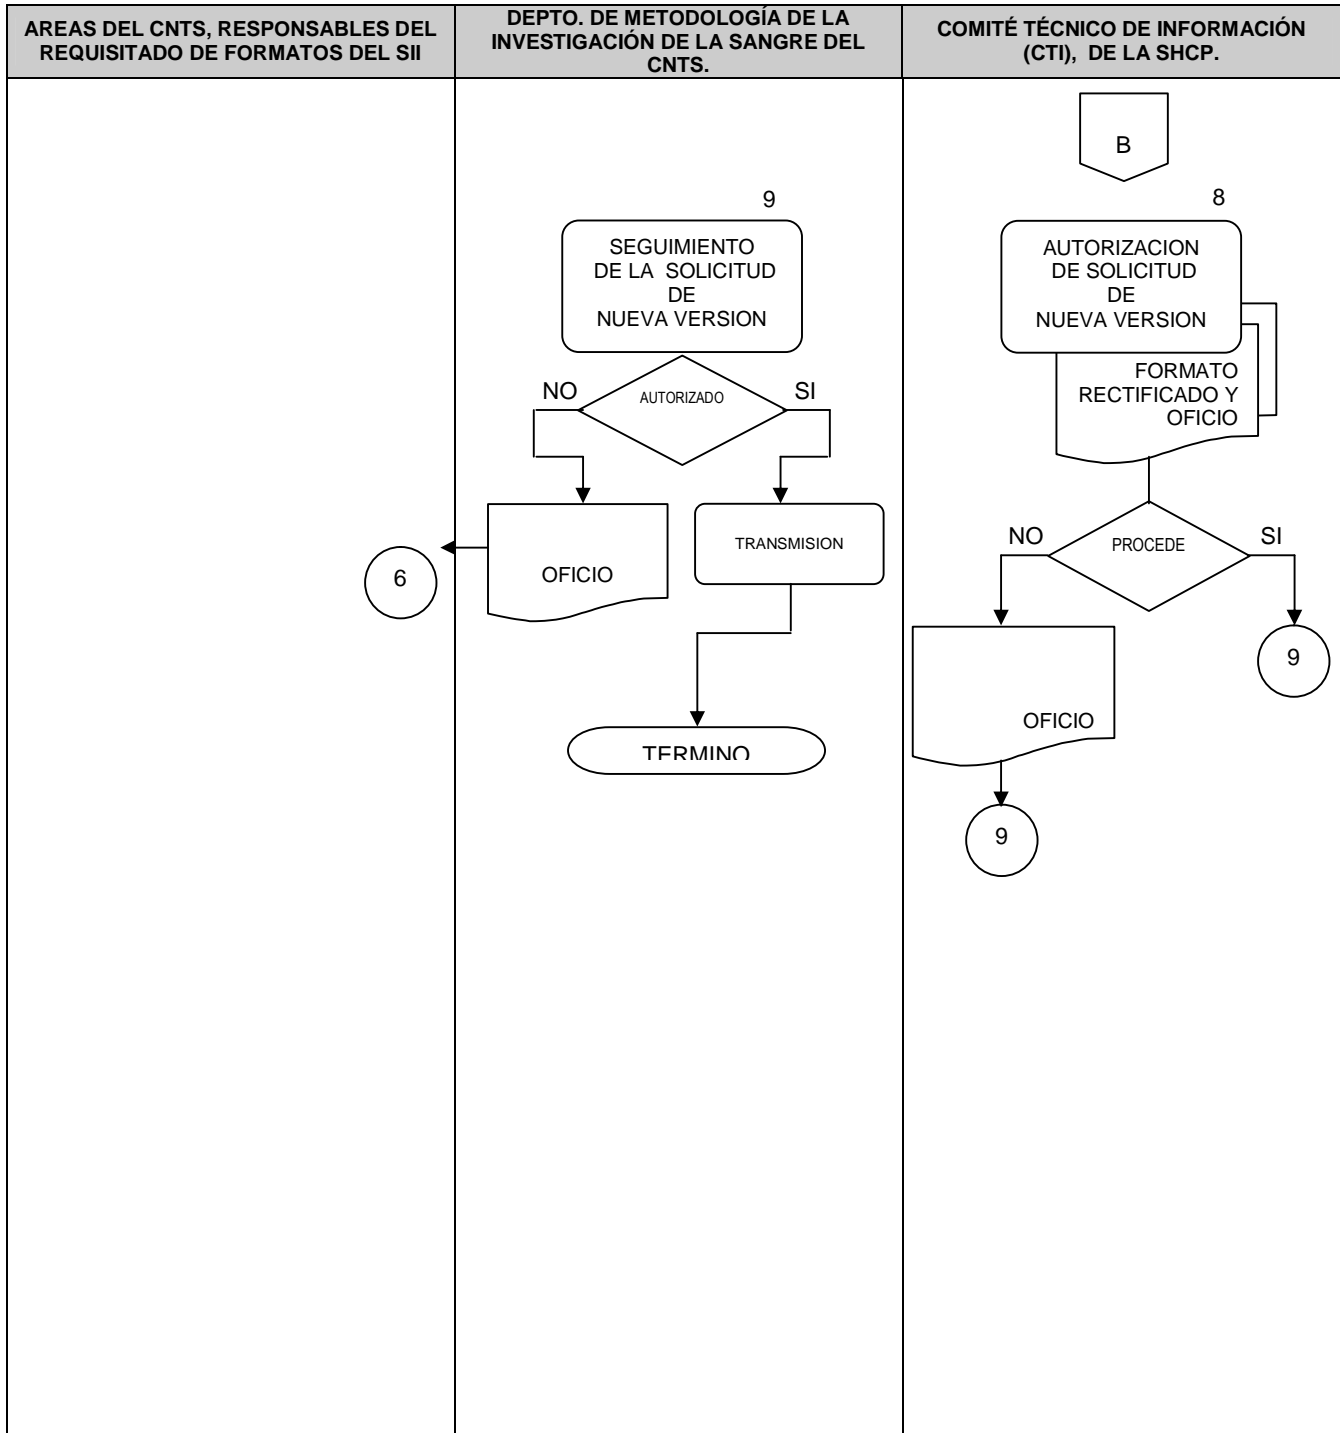 AREAS DEL CNTS, RESPONSABLES DEL
REQUISITADO DE FORMATOS DEL SII
DEPTO. DE METODOLOGÍA DE LA
INVESTIGACIÓN DE LA SANGRE DEL
CNTS.
COMITÉ TÉCNICO DE INFORMACIÓN
(CTI), DE LA SHCP.
B
8
AUTORIZACION
DE SOLICITUD
DE
NUEVA VERSION
FORMATO
RECTIFICADO Y
OFICIO
NO
PROCEDE
SI
OFICIO
9
9
9
SEGUIMIENTO
DE LA SOLICITUD
DE
NUEVA VERSION
NO
AUTORIZADO
SI
OFICIO
6
TRANSMISION
TERMINO